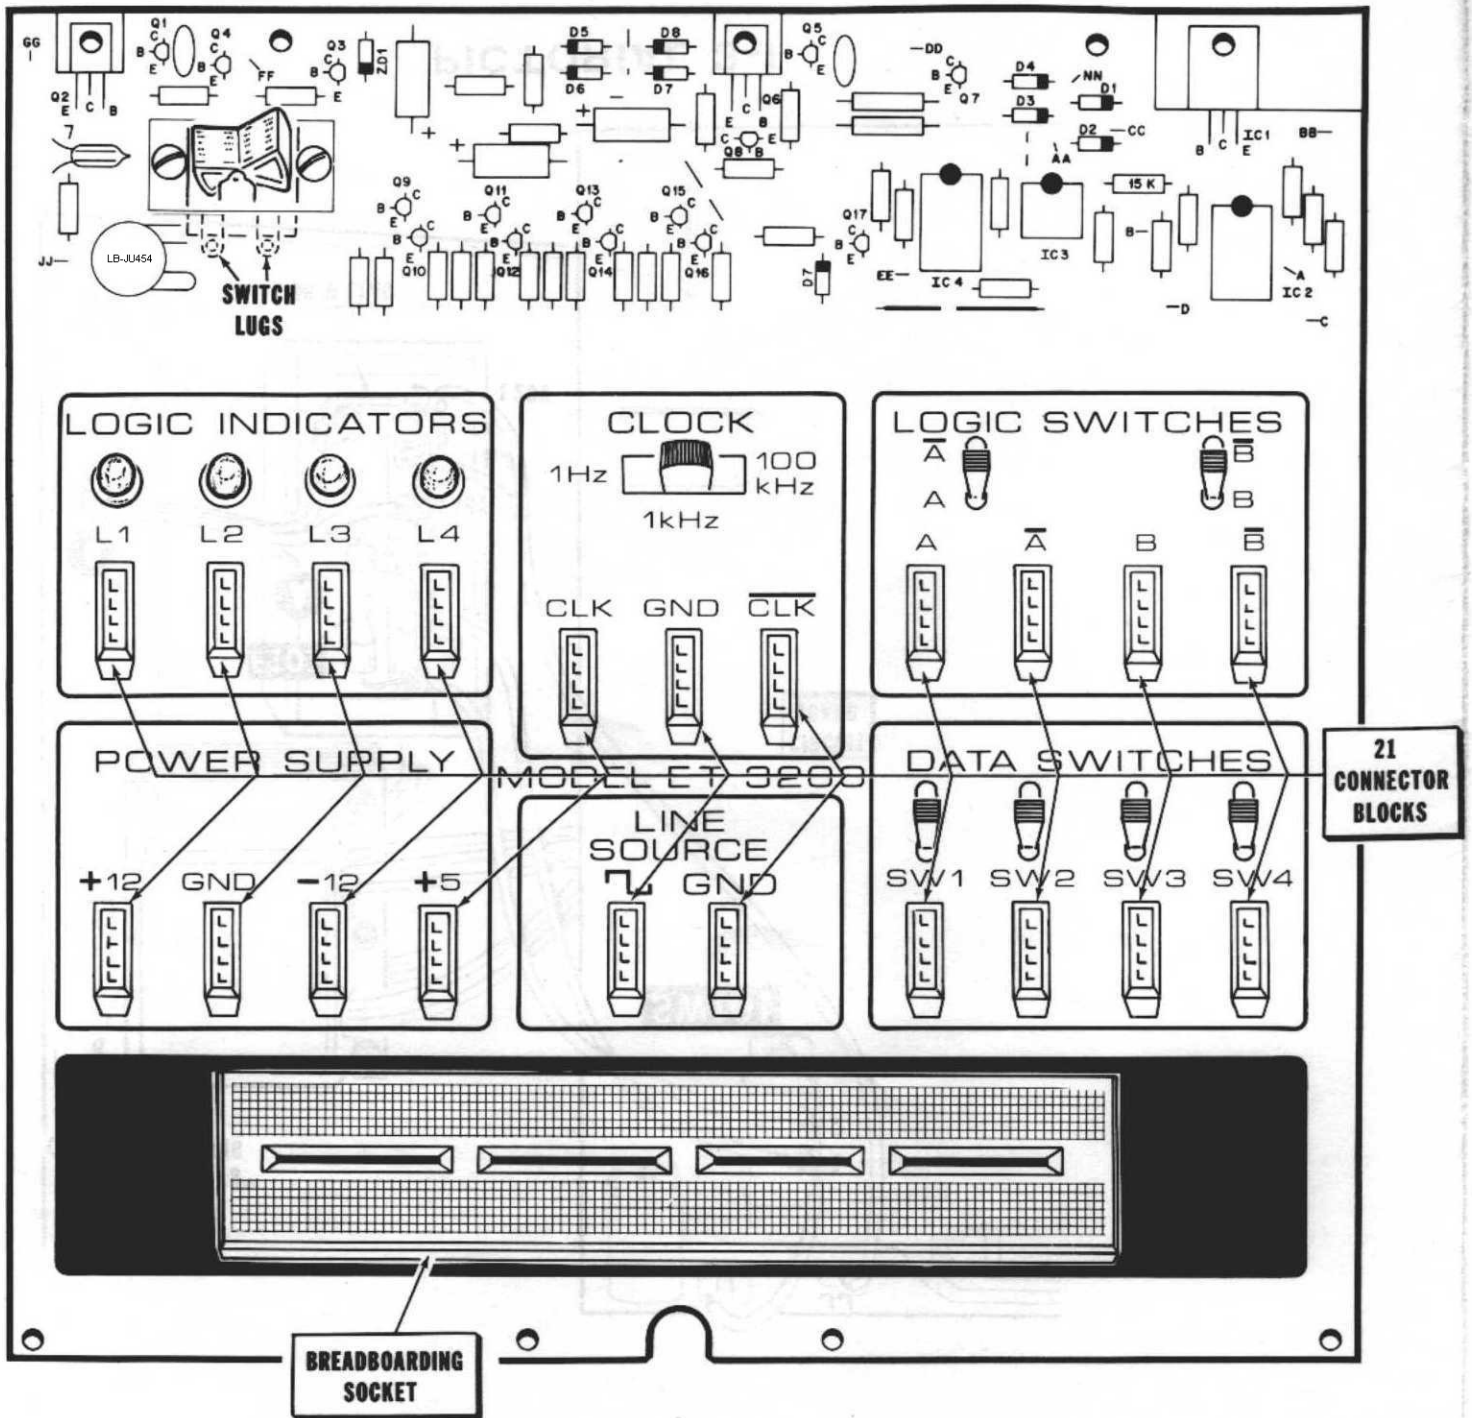 GG
Q1
B
C
E
Q4
B
C
E
FF
Q3
B
C
E
ZD1
D5
D8
D6
D7
Q5
B
C
E
DD
B
C
E
Q7
D4
NN
D1
D3
D2
CC
AA
Q2
E C B
Q6
E C B
C E
Q8 B
B C E
IC1
BB
7
+
+
+
-
+
15 K
Q9
C
B
E
Q11
C
B
E
Q13
C
B
E
Q15
C
B
E
Q17
C
B
E
C
B
E
Q10
C
E
Q12
C
B
E
Q14
C
B
E
Q16
D7
EE
IC4
IC3
B
A
IC2
D
C
JJ
LB-JU454
SWITCH
LUGS
LOGIC INDICATORS
L1 L2 L3 L4
CLOCK
1Hz
100
kHz
1kHz
CLK GND C̅L̅K̅
LOGIC SWITCHES
A̅ B̅
A B
A A̅ B B̅
POWER SUPPLY
+12 GND -12 +5
MODEL ET 3200
LINE
SOURCE
GND
DATA SWITCHES
SW1 SW2 SW3 SW4
21
CONNECTOR
BLOCKS
BREADBOARDING
SOCKET